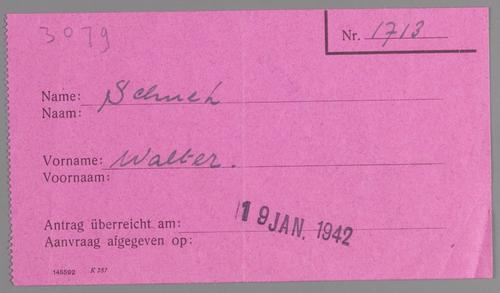 3079
Nr. 1713
Name: Schuch
Naam:
Vorname: Walter.
Voornaam:
Antrag überreicht am:
Aanvraag afgegeven op:
19 JAN. 1942
145592 K 357